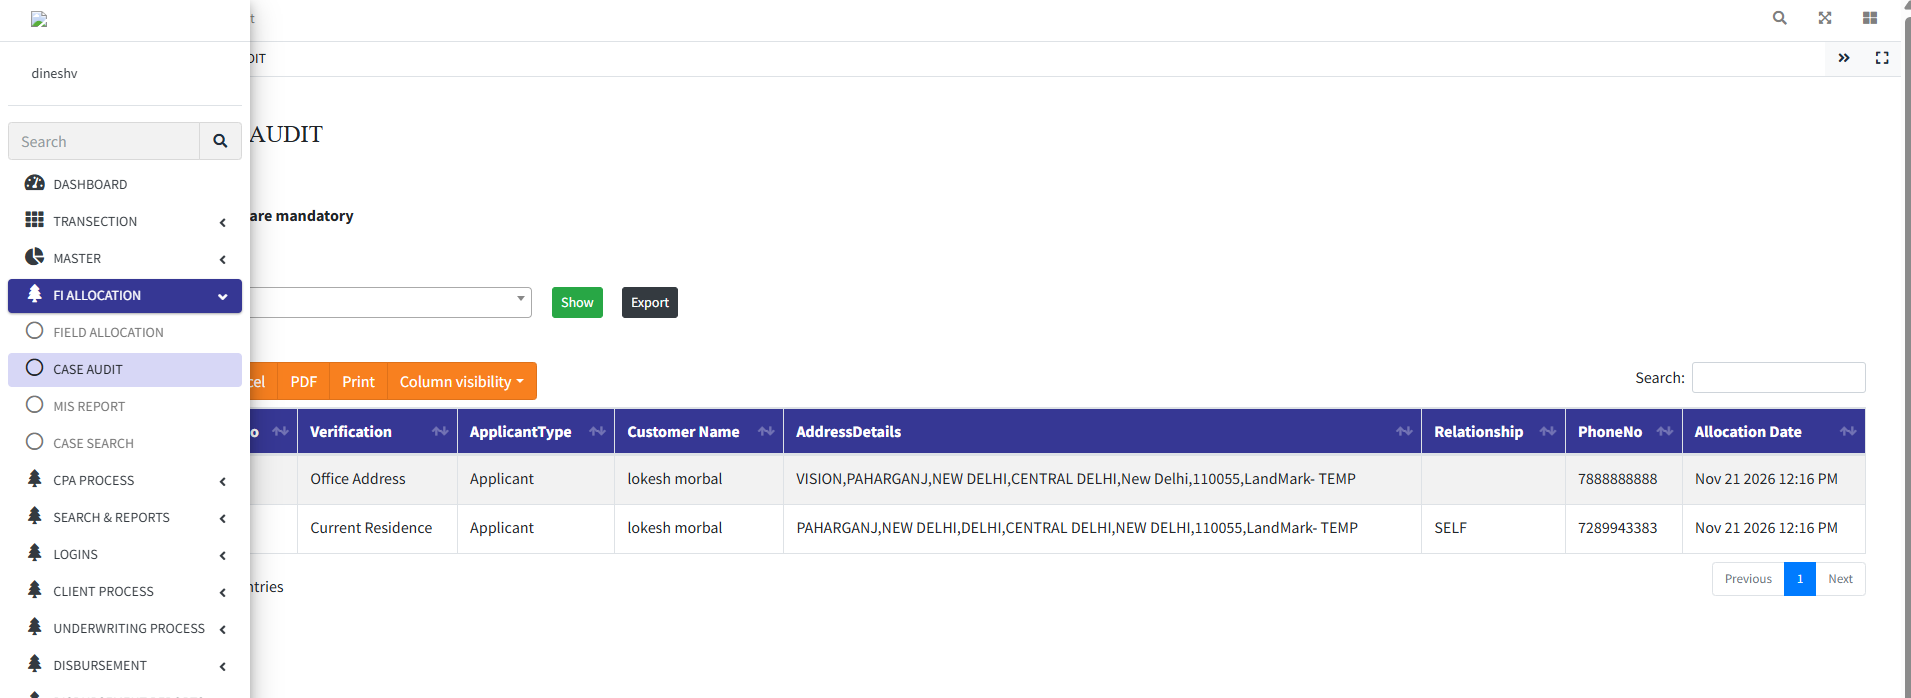 dineshv
Search
DASHBOARD
TRANSECTION
MASTER
FI ALLOCATION
FIELD ALLOCATION
CASE AUDIT
MIS REPORT
CASE SEARCH
CPA PROCESS
SEARCH & REPORTS
LOGINS
CLIENT PROCESS
UNDERWRITING PROCESS
DISBURSEMENT
AUDIT
are mandatory
Show Export
PDF Print Column visibility
Search:
Verification ApplicantType Customer Name AddressDetails Relationship PhoneNo Allocation Date
Office Address Applicant lokesh morbal VISION,PAHARGANJ,NEW DELHI,CENTRAL DELHI,New Delhi,110055,LandMark- TEMP 7888888888 Nov 21 2026 12:16 PM
Current Residence Applicant lokesh morbal PAHARGANJ,NEW DELHI,DELHI,CENTRAL DELHI,NEW DELHI,110055,LandMark- TEMP SELF 7289943383 Nov 21 2026 12:16 PM
Previous 1 Next